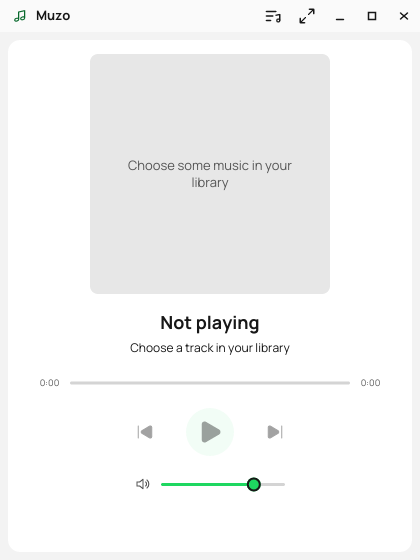 Muzo
Choose some music in your
library
Not playing
Choose a track in your library
0:00
0:00